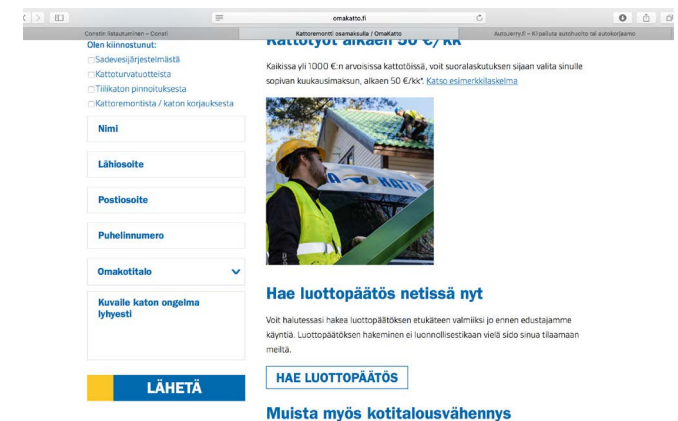 omakatto.fi
Constin listautuminen – Consti
Kattoremontti osamaksulla / OmaKatto
AutoJerry.fi – Kilpailuta autohuolto tai autokorjaamo
Olen kiinnostunut:
Sadevesijärjestelmästä
Kattoturvatuotteista
Tiilikaton pinnoituksesta
Kattoremontista / katon korjauksesta
Nimi
Lähiosoite
Postiosoite
Puhelinnumero
Omakotitalo
Kuvaile katon ongelma
lyhyesti
LÄHETÄ
Kattotyöt alkaen 50 €/kk
Kaikissa yli 1000 €:n arvoisissa kattotöissä, voit suoralaskutuksen sijaan valita sinulle
sopivan kuukausimaksun, alkaen 50 €/kk*. Katso esimerkkilaskelma
KATTO
Hae luottopäätös netissä nyt
Voit halutessasi hakea luottopäätöksen etukäteen valmiiksi jo ennen edustajamme
käyntiä. Luottopäätöksen hakeminen ei luonnollisestikaan vielä sido sinua tilaamaan
meiltä.
HAE LUOTTOPÄÄTÖS
Muista myös kotitalousvähennys